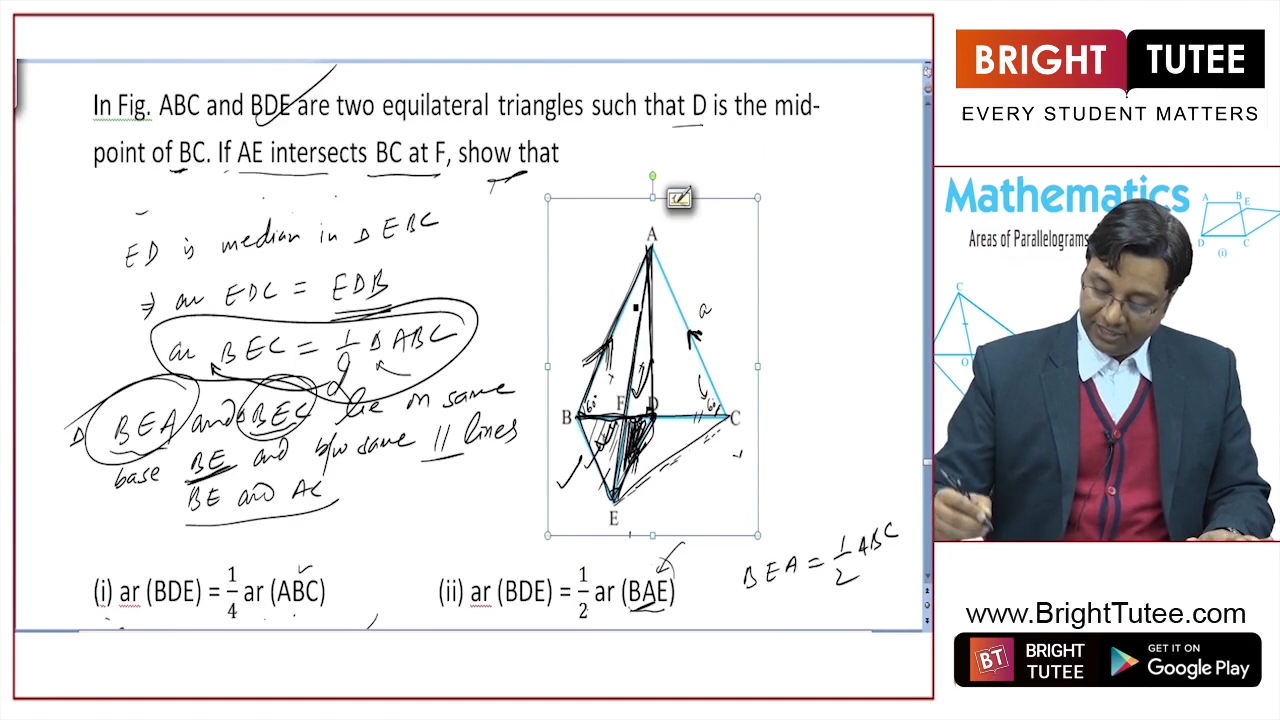 In Fig. ABC and BDE are two equilateral triangles such that D is the mid-
point of BC. If AE intersects BC at F, show that
ED is median in Δ EBC
⇒ ar EDC = EDB
ar BEC = 1/2 Δ ABC
Δ BEA and BEC lie on same
base BE and b/w same || lines
BE and AC
A
a
B
60°
F
D
60°
C
E
BEA = 1/2 ABC
(i) ar (BDE) = 1/4 ar (ABC)
(ii) ar (BDE) = 1/2 ar (BAE)
BRIGHT TUTEE
EVERY STUDENT MATTERS
Mathematics
Areas of Parallelograms
A B E
D C
(i)
C
O
www.BrightTutee.com
BT BRIGHT TUTEE
GET IT ON Google Play